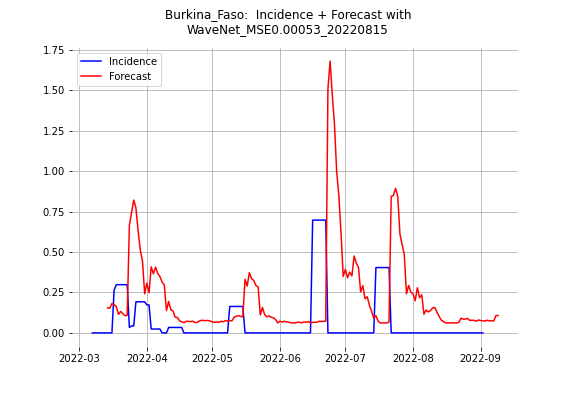 Burkina_Faso:  Incidence + Forecast with
WaveNet_MSE0.00053_20220815
Incidence
Forecast
1.75
1.50
1.25
1.00
0.75
0.50
0.25
0.00
2022-03 2022-04 2022-05 2022-06 2022-07 2022-08 2022-09